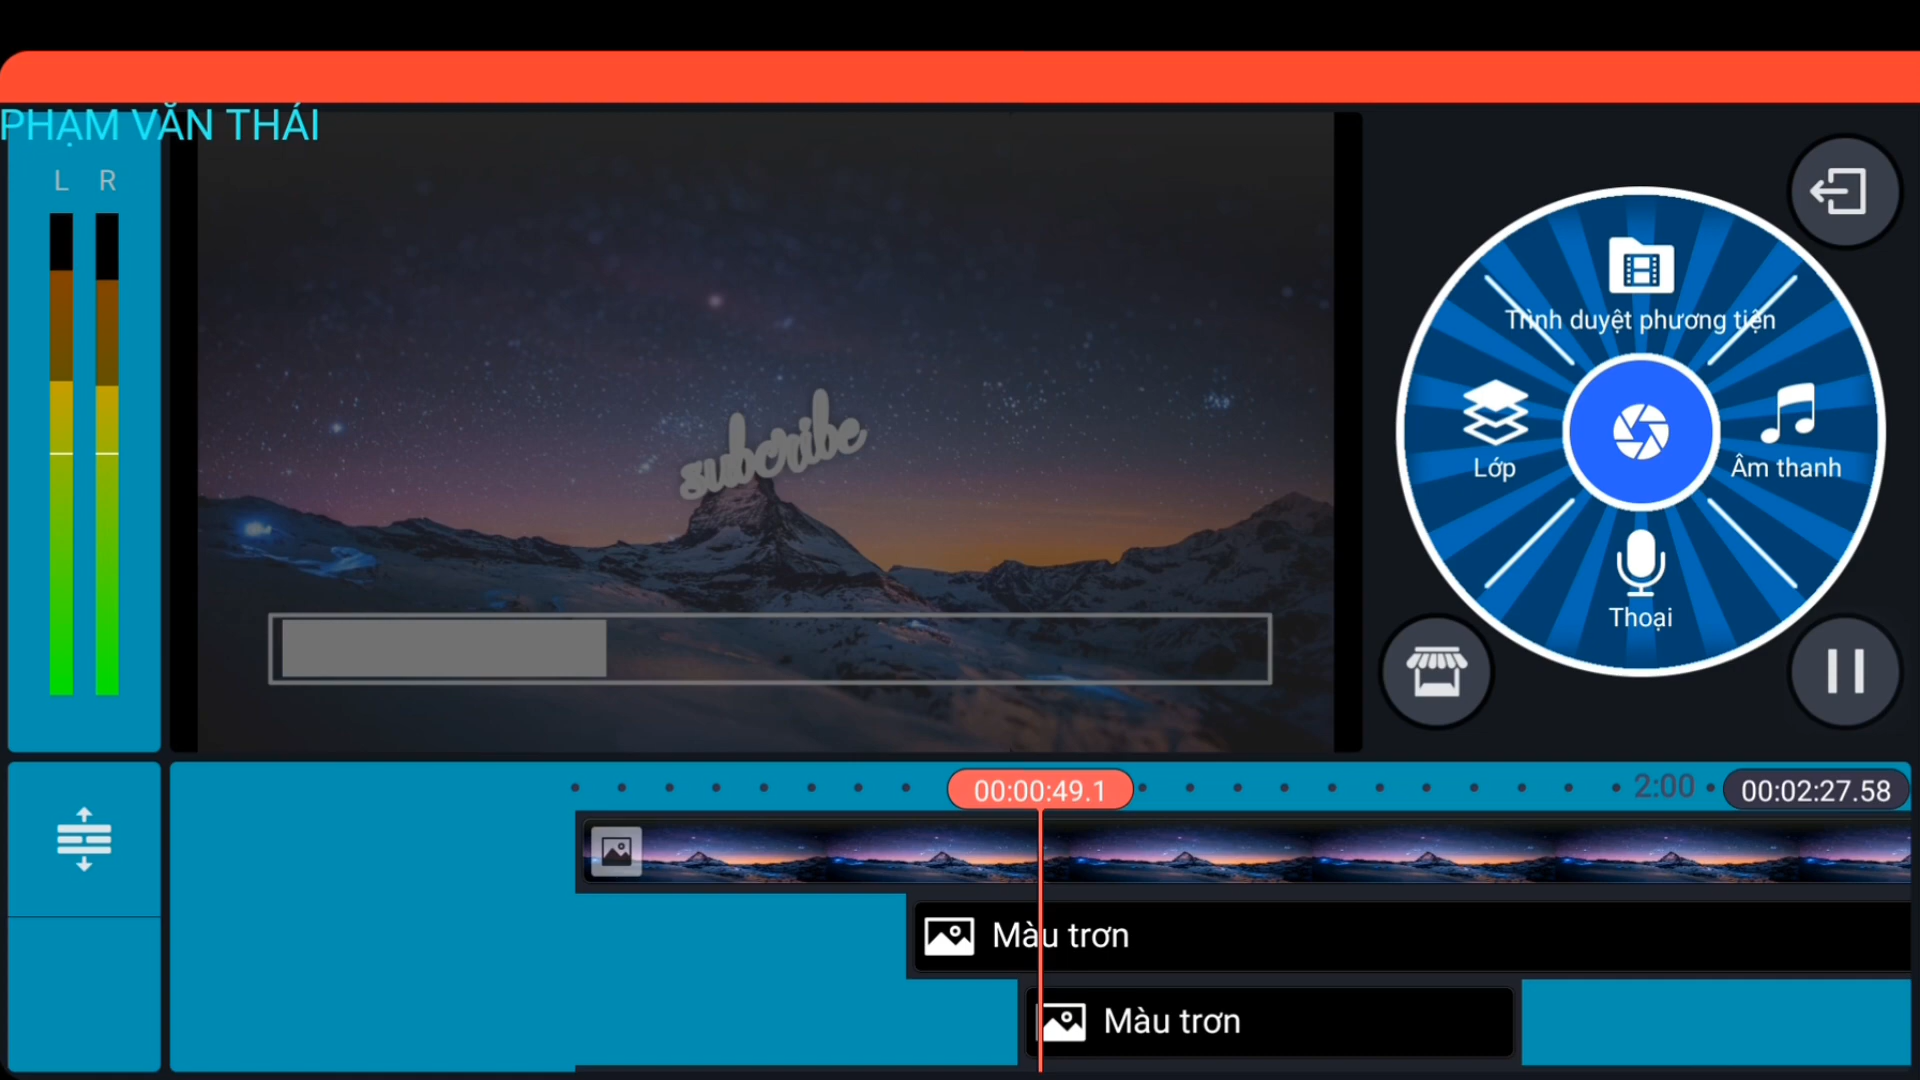 PHẠM VĂN THÁI
L R
subcribe
Trình duyệt phương tiện
Lớp
Âm thanh
Thoại
00:00:49.1
2:00
00:02:27.58
Màu trơn
Màu trơn